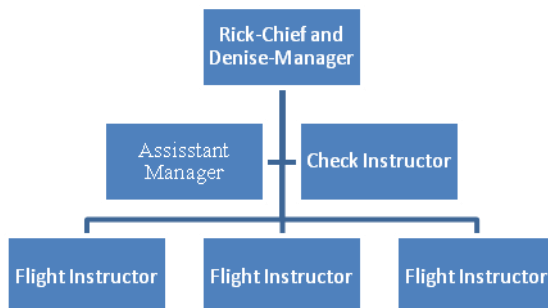 Rick-Chief and
Denise-Manager
Assisstant
Manager
Check Instructor
Flight Instructor
Flight Instructor
Flight Instructor